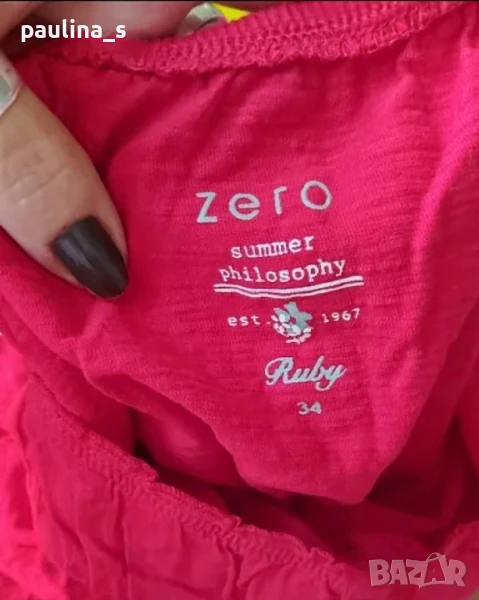 paulina_s
zero
summer
philosophy
est. 1967
Ruby
34
BAZAR